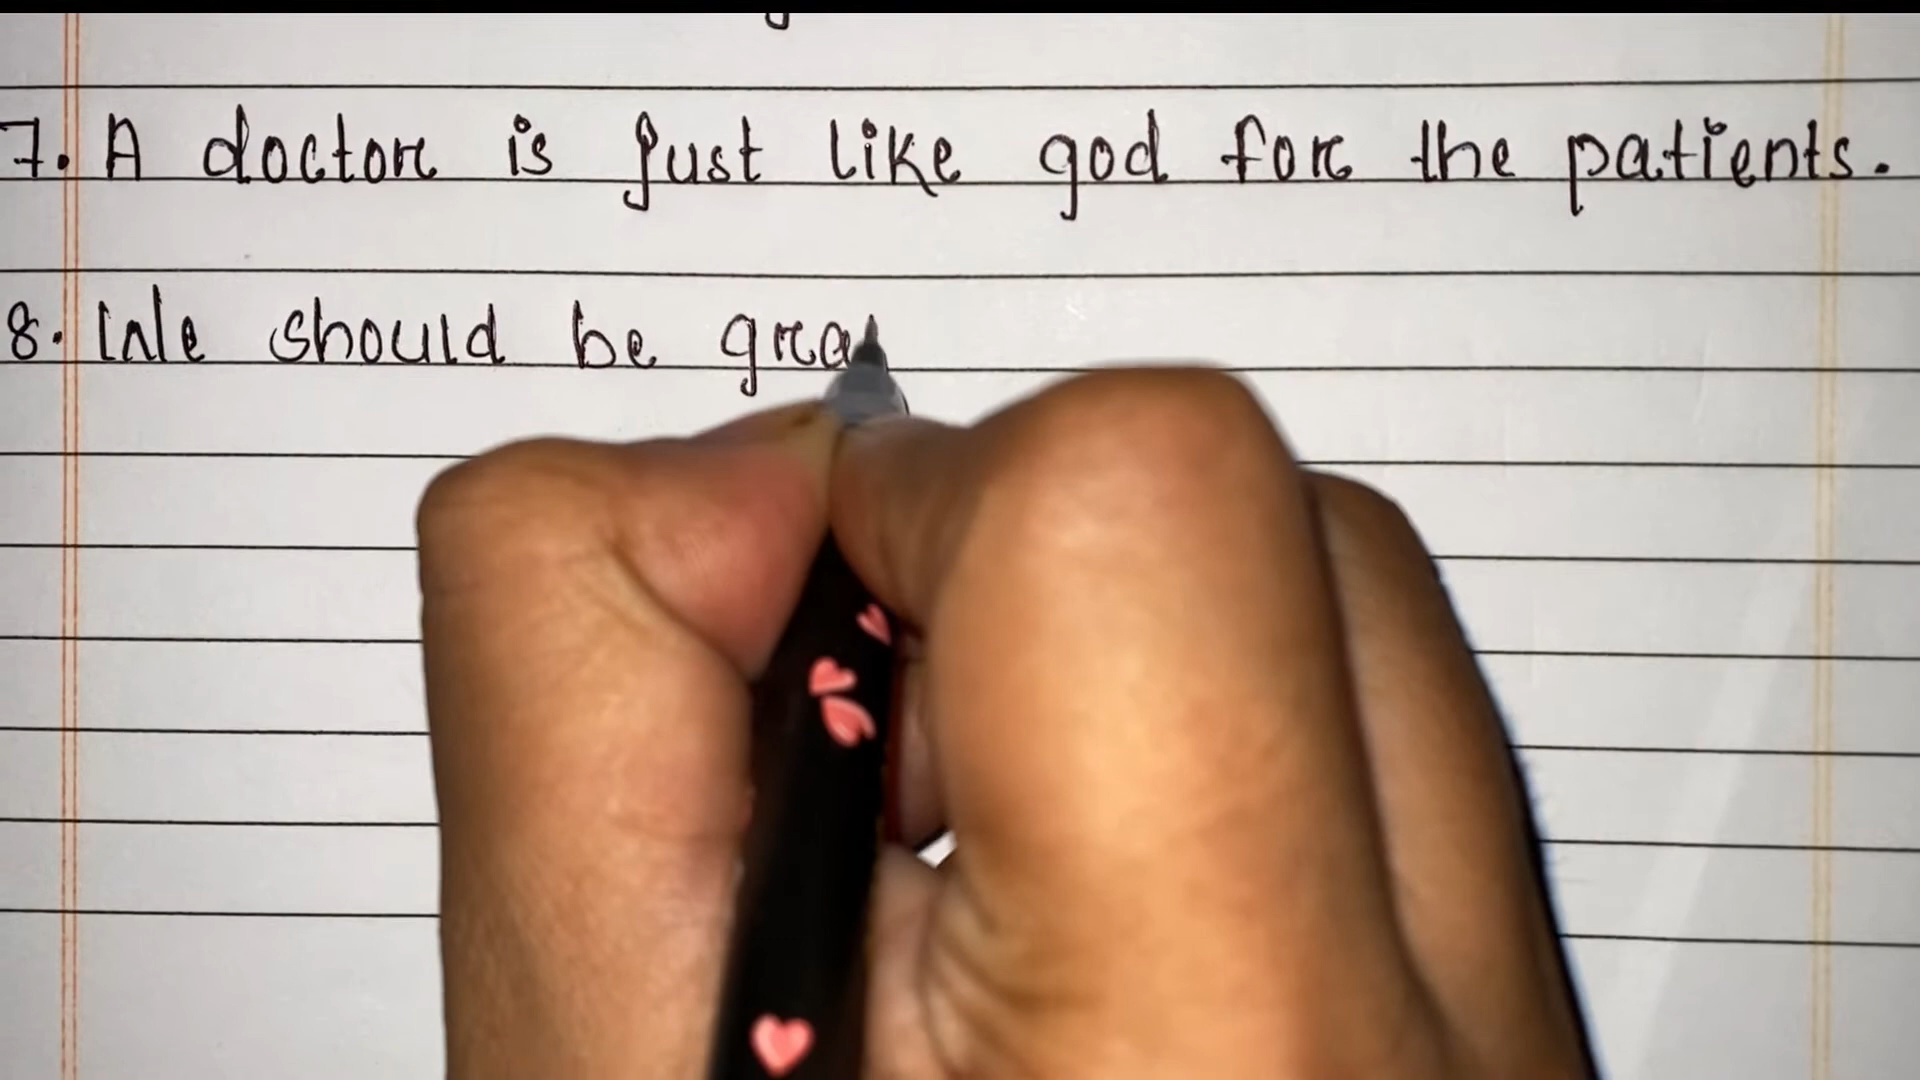 7. A doctor is just like god for the patients.
8. We should be gra